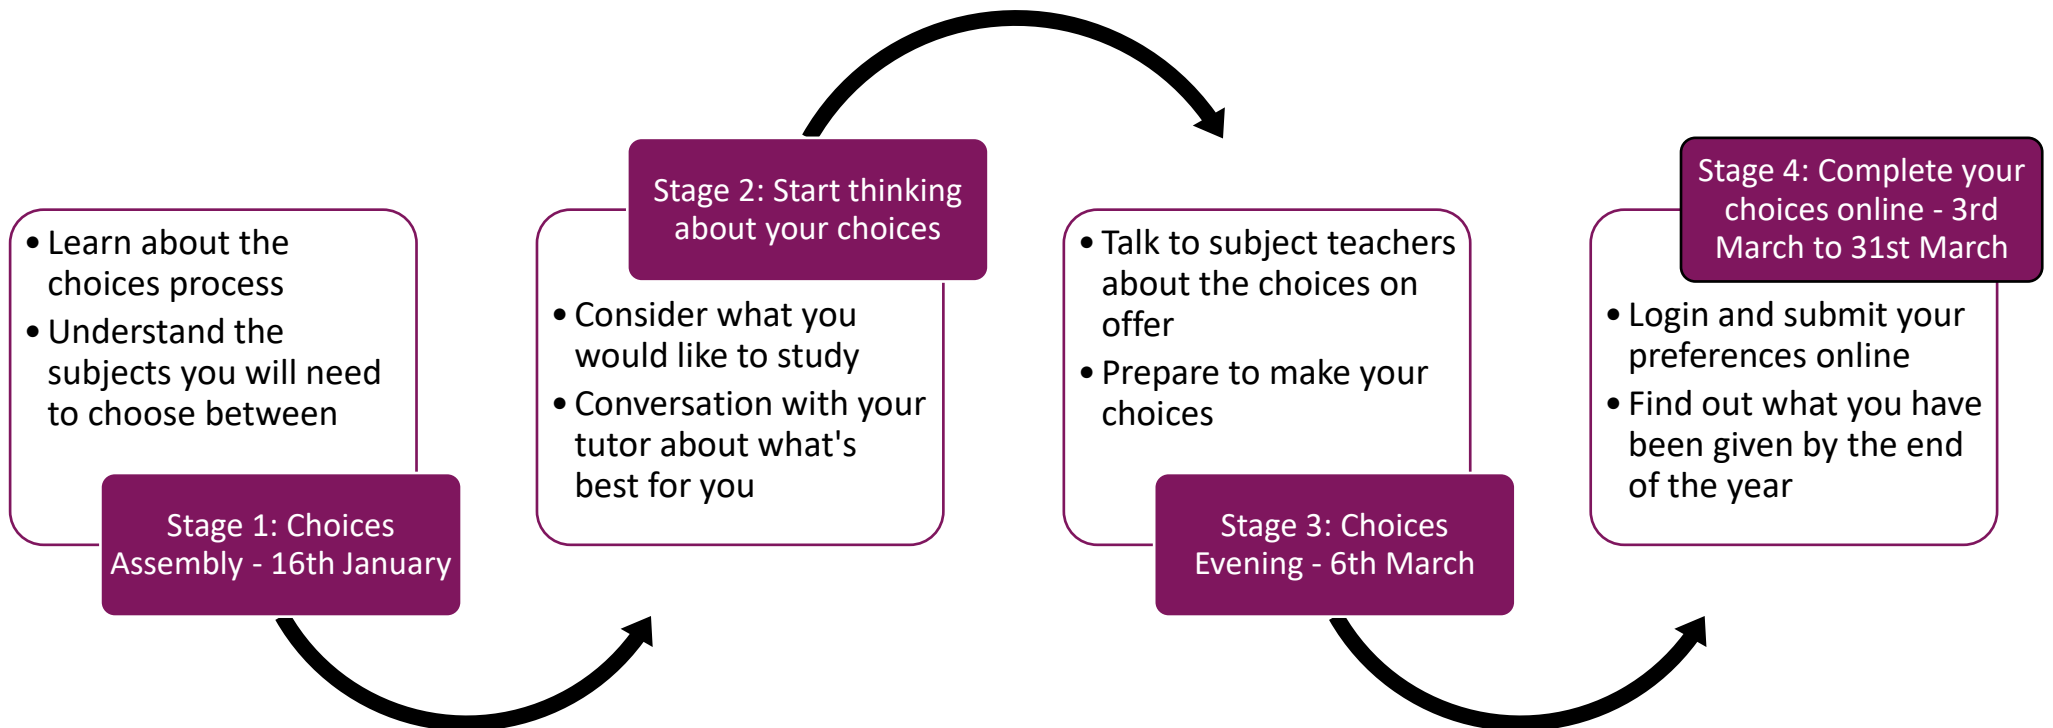 • Learn about the
choices process
• Understand the
subjects you will need
to choose between
Stage 1: Choices
Assembly - 16th January
Stage 2: Start thinking
about your choices
• Consider what you
would like to study
• Conversation with your
tutor about what's
best for you
• Talk to subject teachers
about the choices on
offer
• Prepare to make your
choices
Stage 3: Choices
Evening - 6th March
Stage 4: Complete your
choices online - 3rd
March to 31st March
• Login and submit your
preferences online
• Find out what you have
been given by the end
of the year